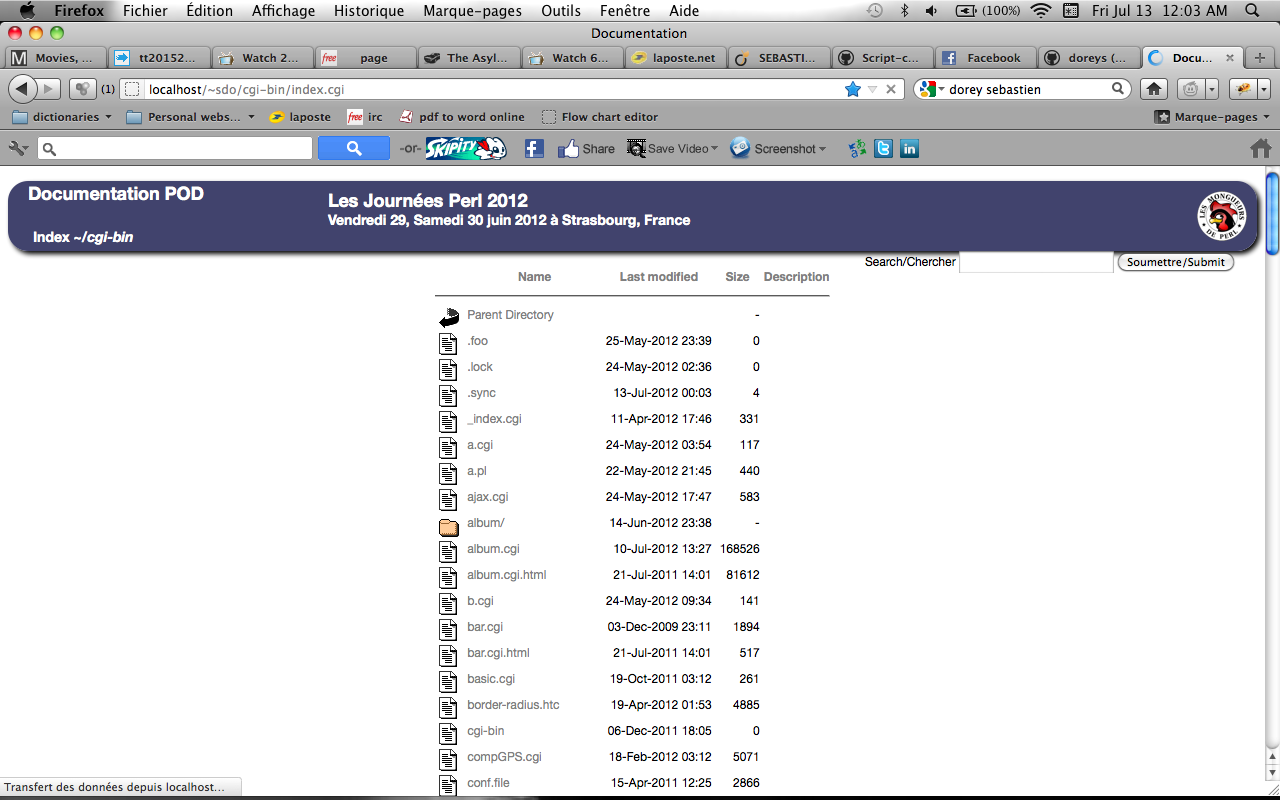 Firefox Fichier Édition Affichage Historique Marque-pages Outils Fenêtre Aide (100%) Fri Jul 13 12:03 AM
Documentation
Movies, ... tt20152... Watch 2... free page The Asyl... Watch 6... laposte.net SEBASTI... Script-c... Facebook doreys (... Docu...
(1) localhost/~sdo/cgi-bin/index.cgi dorey sebastien
dictionaries Personal webs... laposte free irc pdf to word online Flow chart editor Marque-pages
-or- SKIPITY Share Save Video Screenshot
Documentation POD
Les Journées Perl 2012
Vendredi 29, Samedi 30 juin 2012 à Strasbourg, France
Index ~/cgi-bin
LES MONGUEURS DE PERL
Search/Chercher Soumettre/Submit
Name Last modified Size Description
Parent Directory -
.foo 25-May-2012 23:39 0
.lock 24-May-2012 02:36 0
.sync 13-Jul-2012 00:03 4
_index.cgi 11-Apr-2012 17:46 331
a.cgi 24-May-2012 03:54 117
a.pl 22-May-2012 21:45 440
ajax.cgi 24-May-2012 17:47 583
album/ 14-Jun-2012 23:38 -
album.cgi 10-Jul-2012 13:27 168526
album.cgi.html 21-Jul-2011 14:01 81612
b.cgi 24-May-2012 09:34 141
bar.cgi 03-Dec-2009 23:11 1894
bar.cgi.html 21-Jul-2011 14:01 517
basic.cgi 19-Oct-2011 03:12 261
border-radius.htc 19-Apr-2012 01:53 4885
cgi-bin 06-Dec-2011 18:05 0
compGPS.cgi 18-Feb-2012 03:12 5071
conf.file 15-Apr-2011 12:25 2866
Transfert des données depuis localhost...